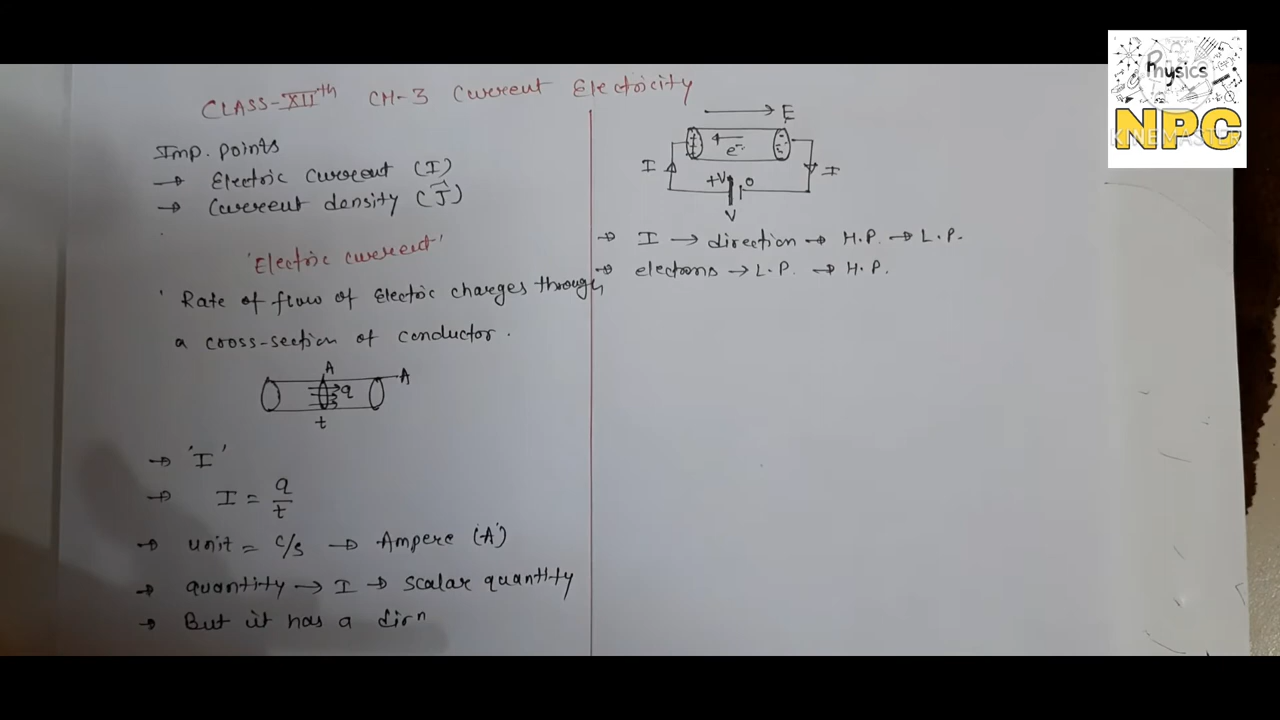 CLASS-XIIth CH-3 Current Electricity
Imp. points
→ Electric current (I)
→ Current density (J⃗)
'Electric current'
Rate of flow of Electric charges through
a cross-section of conductor.
A
A
q
t
→ 'I'
→ I = q/t
→ unit = C/s → Ampere (A)
→ quantity → I → scalar quantity
→ But it has a dirn
E
e⁻
I
I
+V
0
V
→ I → direction → H.P. → L.P.
→ electrons → L.P. → H.P.
Physics
NPC
KINEMASTER